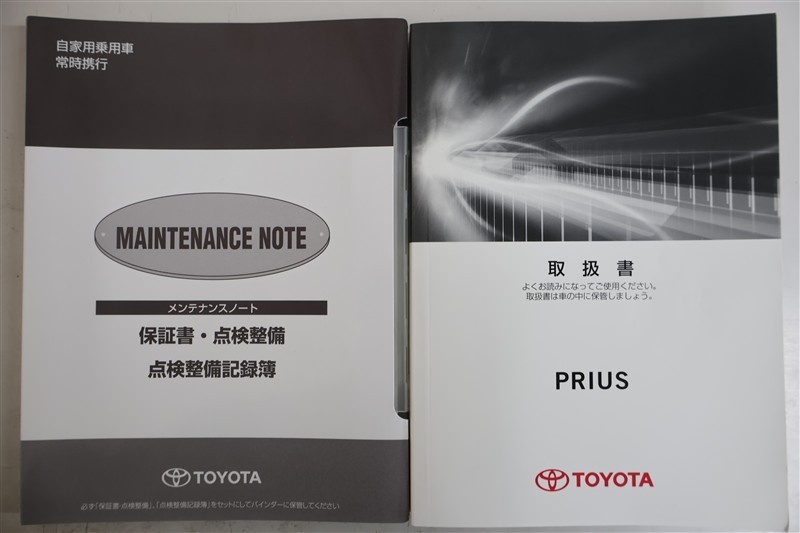 自家用乗用車
常時携行
MAINTENANCE NOTE
メンテナンスノート
保証書・点検整備
点検整備記録簿
TOYOTA
必ず「保証書・点検整備」、「点検整備記録簿」をセットにしてバインダーに保管してください
取扱書
よくお読みになってご使用ください。
取扱書は車の中に保管しましょう。
PRIUS
TOYOTA